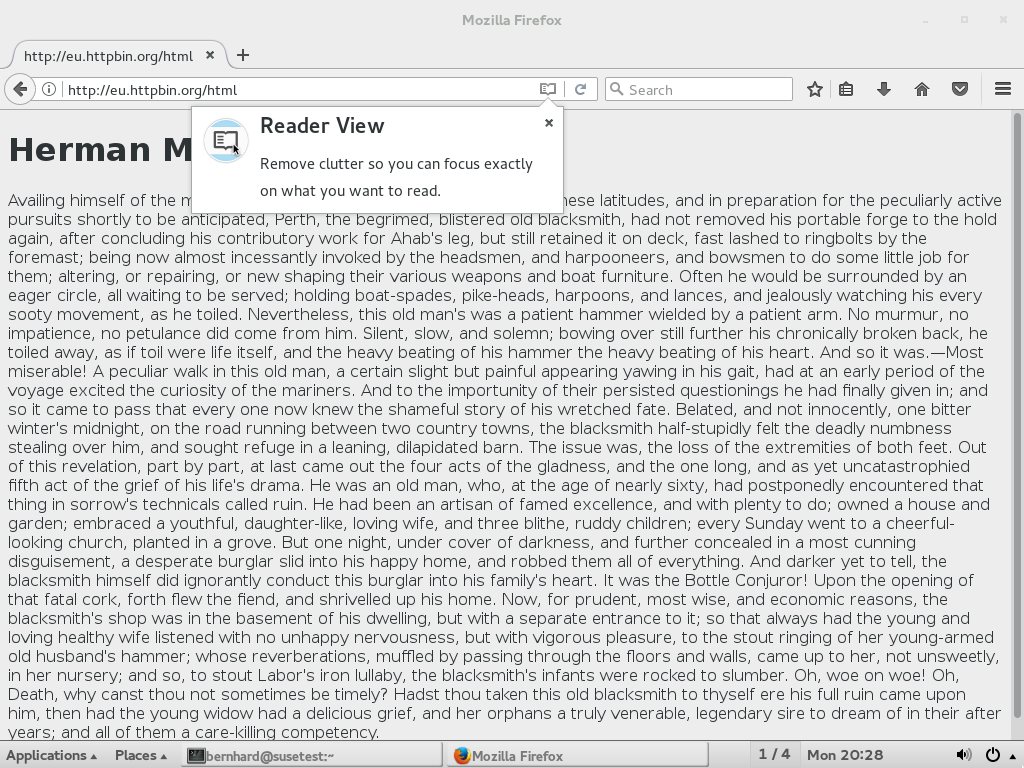 Mozilla Firefox
http://eu.httpbin.org/html
http://eu.httpbin.org/html
Search
Reader View
Remove clutter so you can focus exactly
on what you want to read.
Herman M
Availing himself of the m hese latitudes, and in preparation for the peculiarly active
pursuits shortly to be anticipated, Perth, the begrimed, blistered old blacksmith, had not removed his portable forge to the hold
again, after concluding his contributory work for Ahab's leg, but still retained it on deck, fast lashed to ringbolts by the
foremast; being now almost incessantly invoked by the headsmen, and harpooneers, and bowsmen to do some little job for
them; altering, or repairing, or new shaping their various weapons and boat furniture. Often he would be surrounded by an
eager circle, all waiting to be served; holding boat-spades, pike-heads, harpoons, and lances, and jealously watching his every
sooty movement, as he toiled. Nevertheless, this old man's was a patient hammer wielded by a patient arm. No murmur, no
impatience, no petulance did come from him. Silent, slow, and solemn; bowing over still further his chronically broken back, he
toiled away, as if toil were life itself, and the heavy beating of his hammer the heavy beating of his heart. And so it was.—Most
miserable! A peculiar walk in this old man, a certain slight but painful appearing yawing in his gait, had at an early period of the
voyage excited the curiosity of the mariners. And to the importunity of their persisted questionings he had finally given in; and
so it came to pass that every one now knew the shameful story of his wretched fate. Belated, and not innocently, one bitter
winter's midnight, on the road running between two country towns, the blacksmith half-stupidly felt the deadly numbness
stealing over him, and sought refuge in a leaning, dilapidated barn. The issue was, the loss of the extremities of both feet. Out
of this revelation, part by part, at last came out the four acts of the gladness, and the one long, and as yet uncatastrophied
fifth act of the grief of his life's drama. He was an old man, who, at the age of nearly sixty, had postponedly encountered that
thing in sorrow's technicals called ruin. He had been an artisan of famed excellence, and with plenty to do; owned a house and
garden; embraced a youthful, daughter-like, loving wife, and three blithe, ruddy children; every Sunday went to a cheerful-
looking church, planted in a grove. But one night, under cover of darkness, and further concealed in a most cunning
disguisement, a desperate burglar slid into his happy home, and robbed them all of everything. And darker yet to tell, the
blacksmith himself did ignorantly conduct this burglar into his family's heart. It was the Bottle Conjuror! Upon the opening of
that fatal cork, forth flew the fiend, and shrivelled up his home. Now, for prudent, most wise, and economic reasons, the
blacksmith's shop was in the basement of his dwelling, but with a separate entrance to it; so that always had the young and
loving healthy wife listened with no unhappy nervousness, but with vigorous pleasure, to the stout ringing of her young-armed
old husband's hammer; whose reverberations, muffled by passing through the floors and walls, came up to her, not unsweetly,
in her nursery; and so, to stout Labor's iron lullaby, the blacksmith's infants were rocked to slumber. Oh, woe on woe! Oh,
Death, why canst thou not sometimes be timely? Hadst thou taken this old blacksmith to thyself ere his full ruin came upon
him, then had the young widow had a delicious grief, and her orphans a truly venerable, legendary sire to dream of in their after
years; and all of them a care-killing competency.
Applications Places bernhard@susetest:~ Mozilla Firefox 1 / 4 Mon 20:28